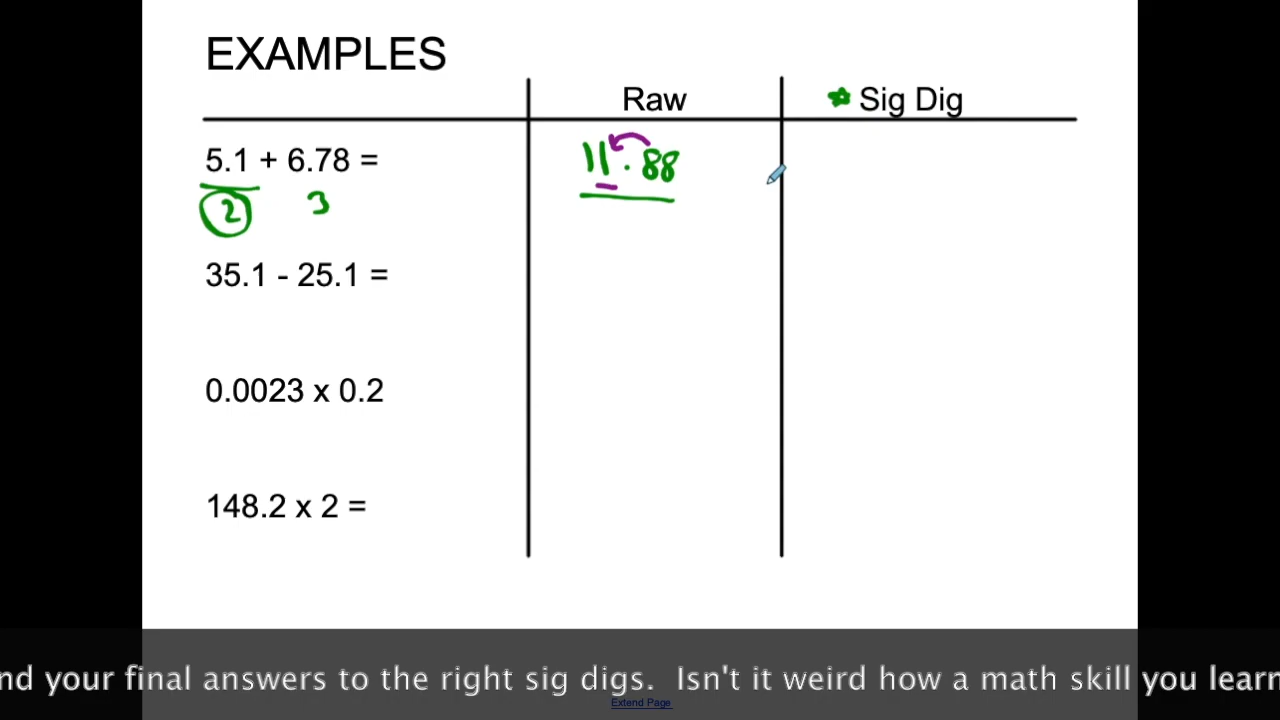 EXAMPLES
Raw
Sig Dig
5.1 + 6.78 =
11.88
2 3
35.1 - 25.1 =
0.0023 x 0.2
148.2 x 2 =
nd your final answers to the right sig digs. Isn't it weird how a math skill you learn
Extend Page